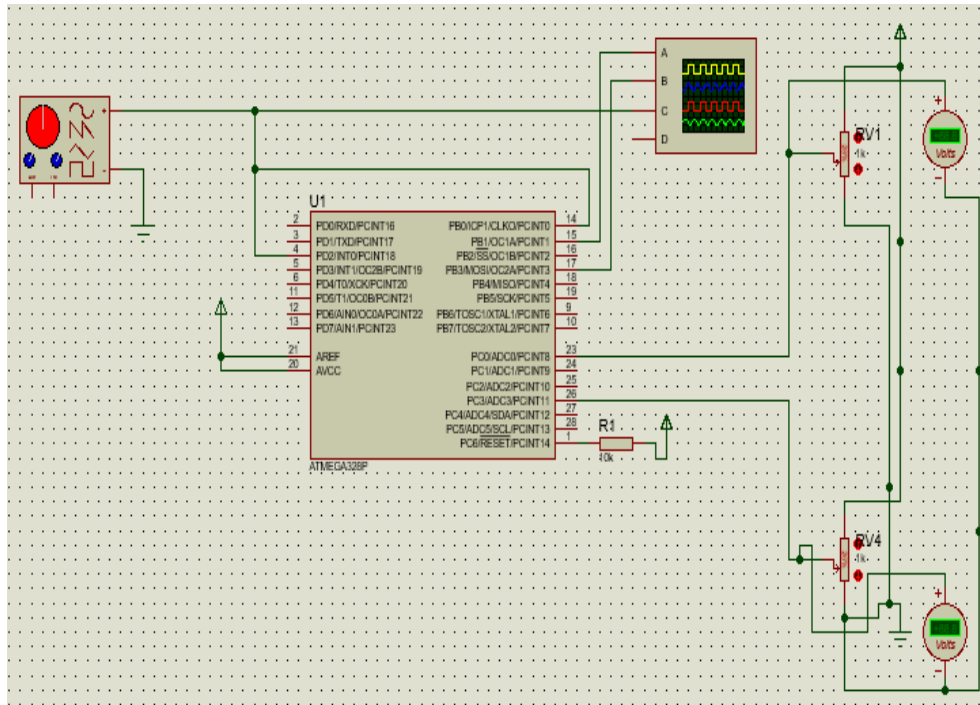 A
B
C
D
+
-
RV1
1k
+
Volts
-
U1
2 PD0/RXD/PCINT16 PB0/ICP1/CLKO/PCINT0 14
3 PD1/TXD/PCINT17 PB1/OC1A/PCINT1 15
4 PD2/INT0/PCINT18 PB2/SS/OC1B/PCINT2 16
5 PD3/INT1/OC2B/PCINT19 PB3/MOSI/OC2A/PCINT3 17
6 PD4/T0/XCK/PCINT20 PB4/MISO/PCINT4 18
11 PD5/T1/OC0B/PCINT21 PB5/SCK/PCINT5 19
12 PD6/AIN0/OC0A/PCINT22 PB6/TOSC1/XTAL1/PCINT6 9
13 PD7/AIN1/PCINT23 PB7/TOSC2/XTAL2/PCINT7 10
21 AREF PC0/ADC0/PCINT8 23
20 AVCC PC1/ADC1/PCINT9 24
PC2/ADC2/PCINT10 25
PC3/ADC3/PCINT11 26
PC4/ADC4/SDA/PCINT12 27
PC5/ADC5/SCL/PCINT13 28
PC6/RESET/PCINT14 1
ATMEGA328P
R1
10k
RV4
1k
+
Volts
-